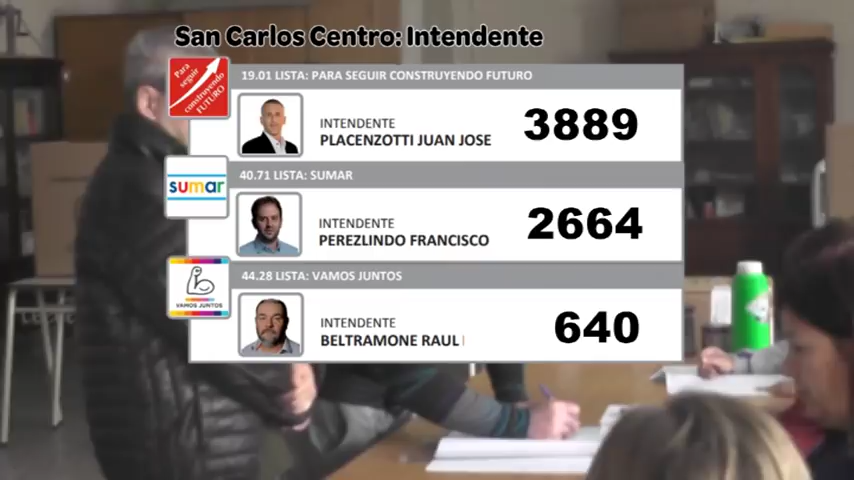 San Carlos Centro: Intendente
Para
seguir
construyendo
FUTURO
19.01 LISTA: PARA SEGUIR CONSTRUYENDO FUTURO
INTENDENTE
PLACENZOTTI JUAN JOSE
3889
sumar
40.71 LISTA: SUMAR
INTENDENTE
PEREZLINDO FRANCISCO
2664
VAMOS JUNTOS
44.28 LISTA: VAMOS JUNTOS
INTENDENTE
BELTRAMONE RAUL
640